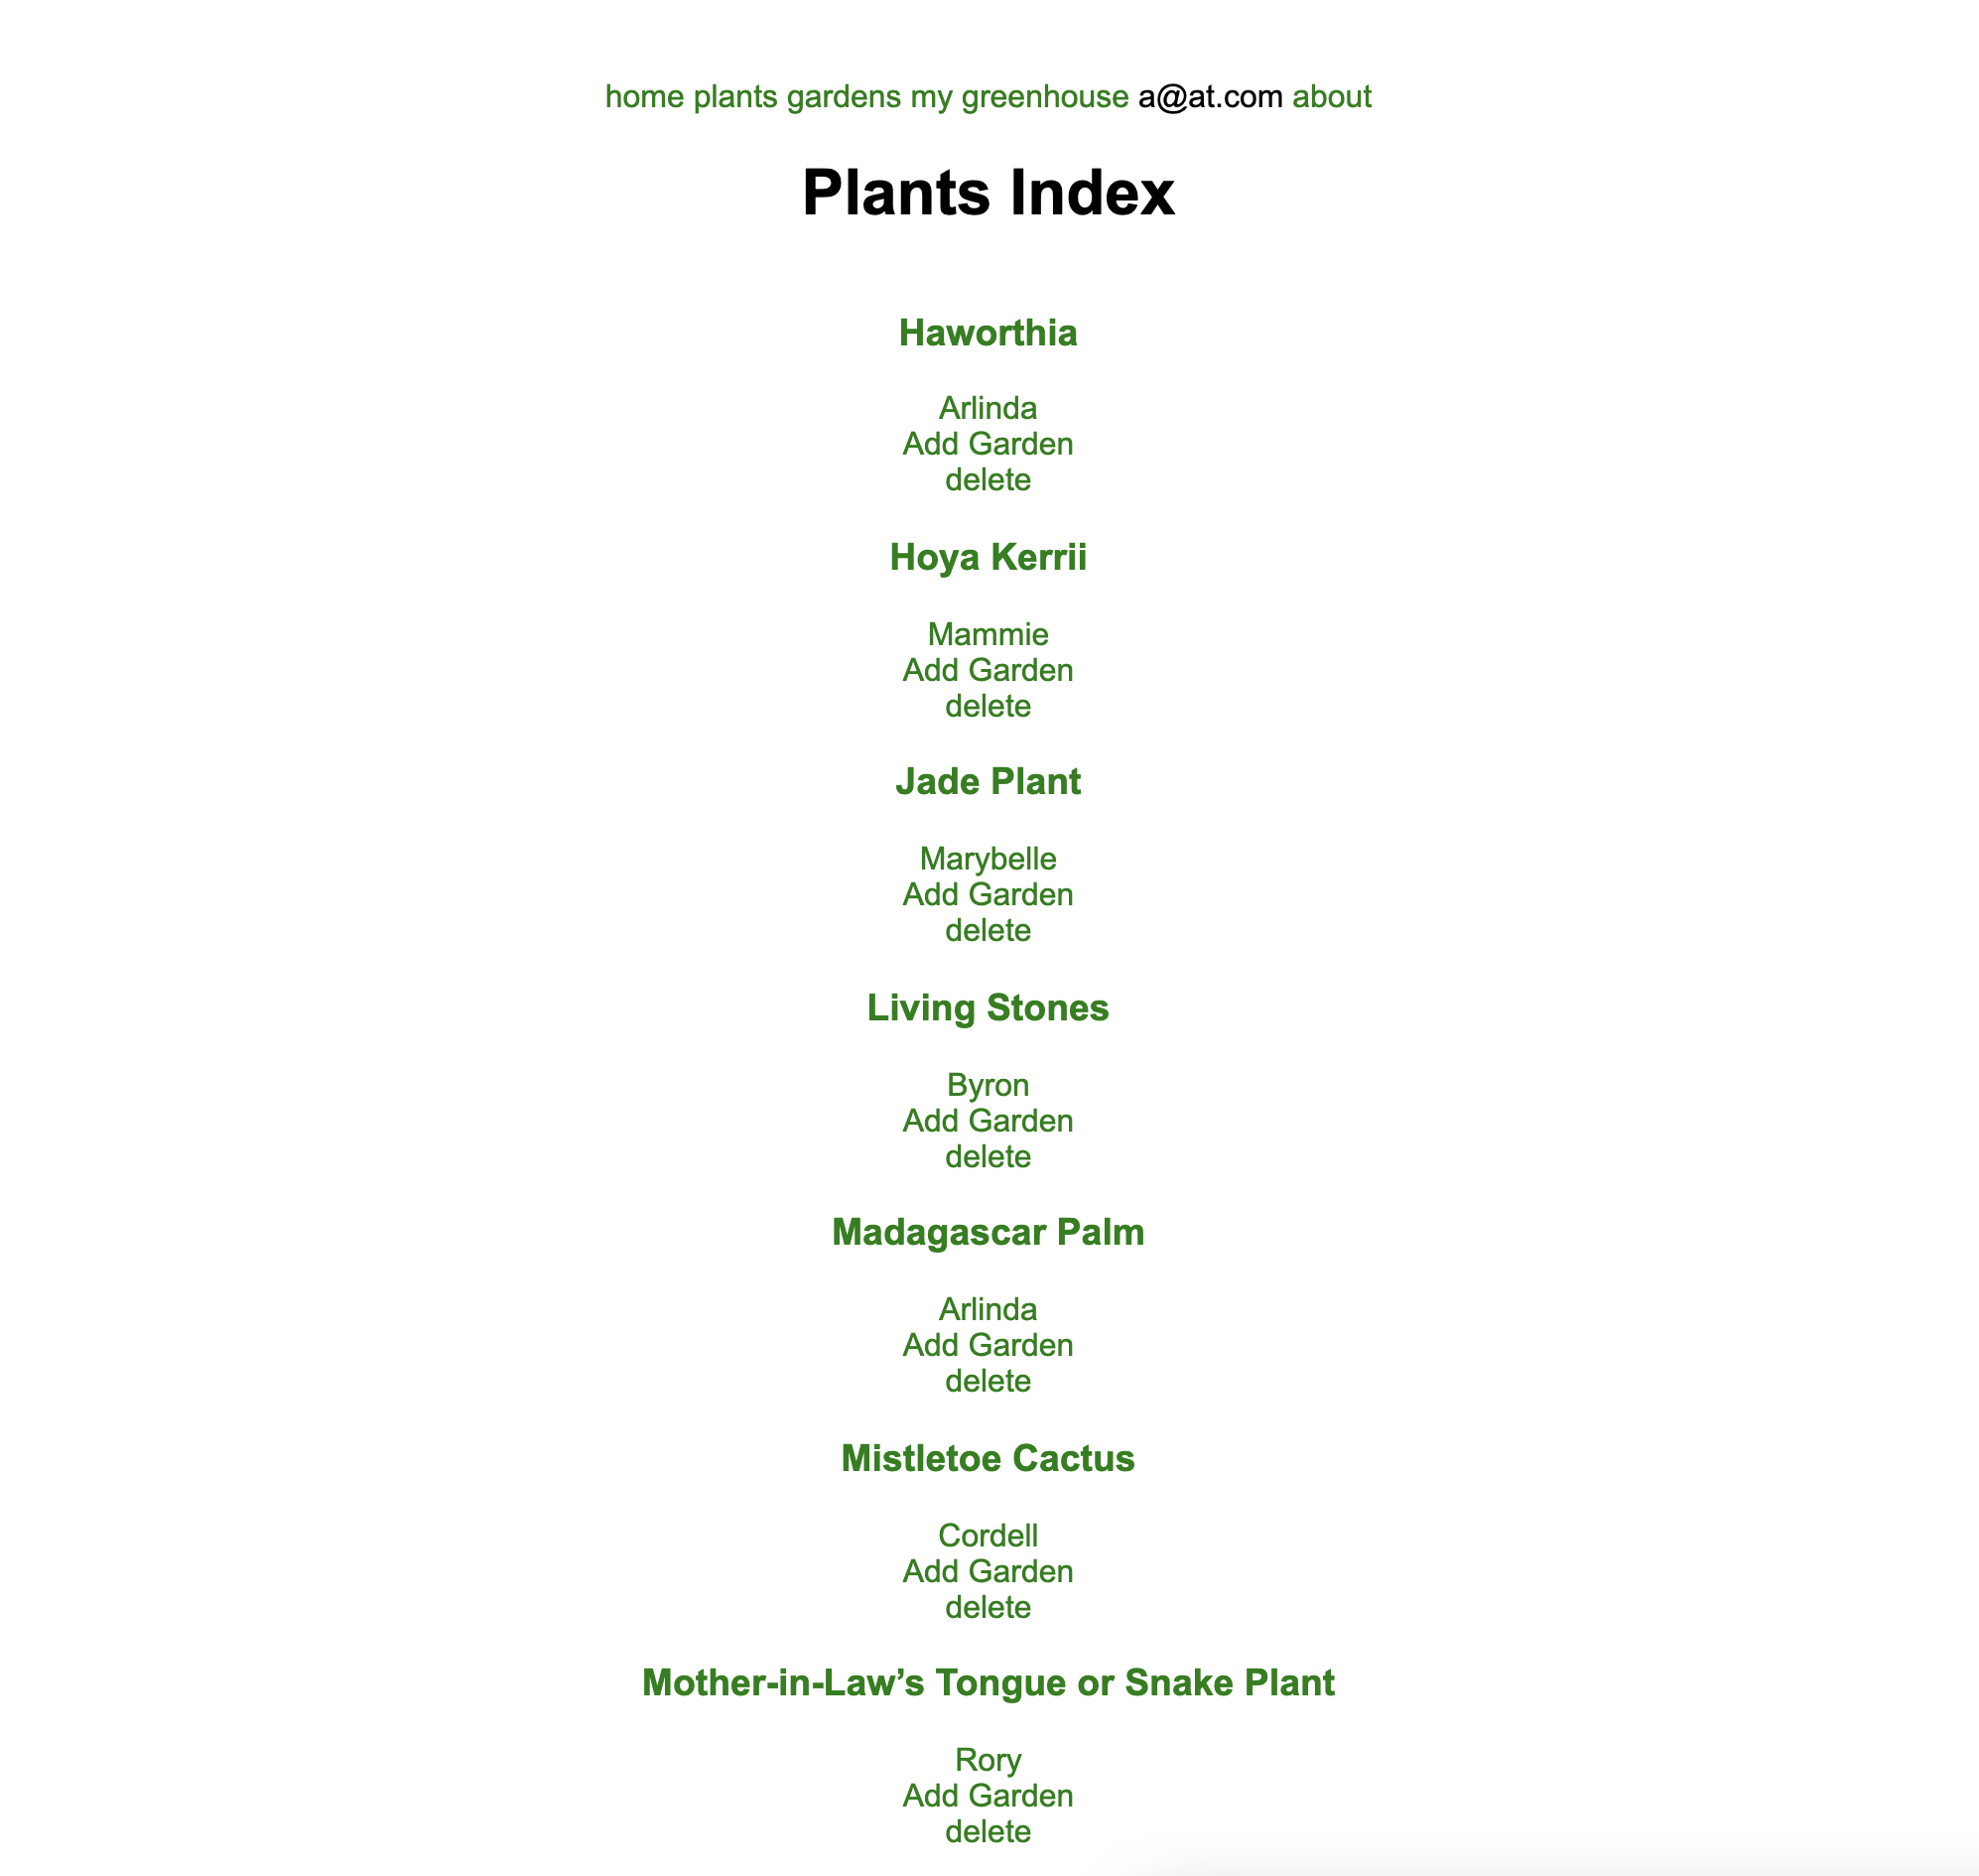 home plants gardens my greenhouse a@at.com about
Plants Index
Haworthia
Arlinda
Add Garden
delete
Hoya Kerrii
Mammie
Add Garden
delete
Jade Plant
Marybelle
Add Garden
delete
Living Stones
Byron
Add Garden
delete
Madagascar Palm
Arlinda
Add Garden
delete
Mistletoe Cactus
Cordell
Add Garden
delete
Mother-in-Law’s Tongue or Snake Plant
Rory
Add Garden
delete